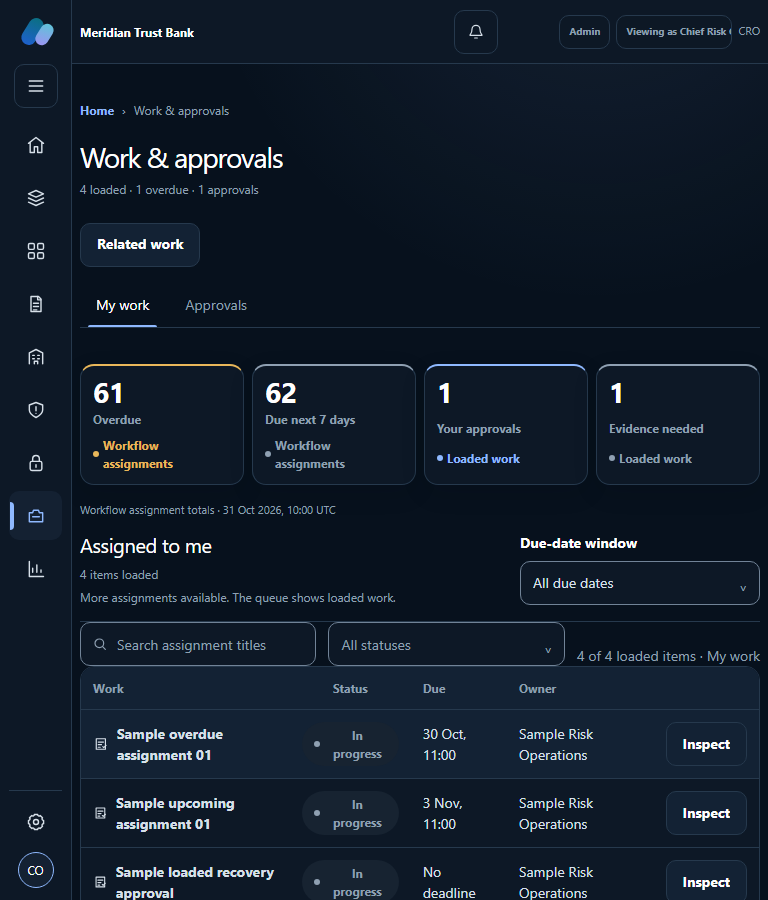 Meridian Trust Bank
Admin
Viewing as Chief Risk
CRO
Home › Work & approvals
Work & approvals
4 loaded · 1 overdue · 1 approvals
Related work
My work
Approvals
61
Overdue
Workflow
assignments
62
Due next 7 days
Workflow
assignments
1
Your approvals
Loaded work
1
Evidence needed
Loaded work
Workflow assignment totals · 31 Oct 2026, 10:00 UTC
Assigned to me
4 items loaded
More assignments available. The queue shows loaded work.
Due-date window
All due dates
Search assignment titles
All statuses
4 of 4 loaded items · My work
Work
Status
Due
Owner
Sample overdue
assignment 01
In
progress
30 Oct,
11:00
Sample Risk
Operations
Inspect
Sample upcoming
assignment 01
In
progress
3 Nov,
11:00
Sample Risk
Operations
Inspect
Sample loaded recovery
approval
In
progress
No
deadline
Sample Risk
Operations
Inspect
CO